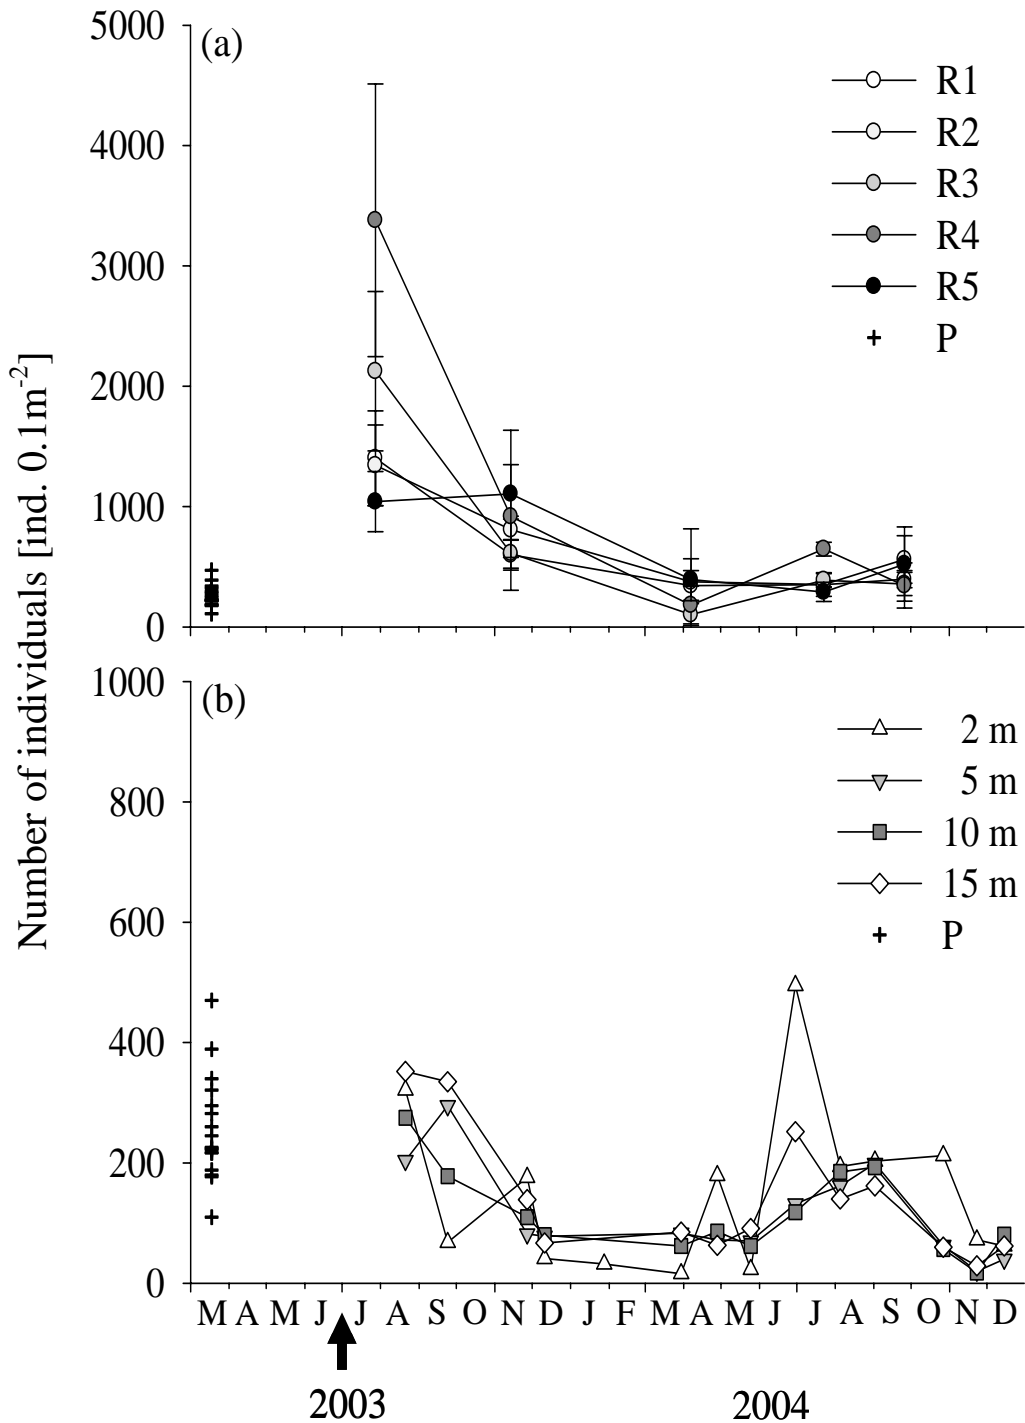 5000
(a)
R1
4000
R2
R3
R4
3000
R5
P
2000
1000
0
Number of individuals [ind. 0.1m-2]
1000
(b)
2 m
5 m
800
10 m
15 m
P
600
400
200
0
M A M J J A S O N D J F M A M J J A S O N D
2003 2004